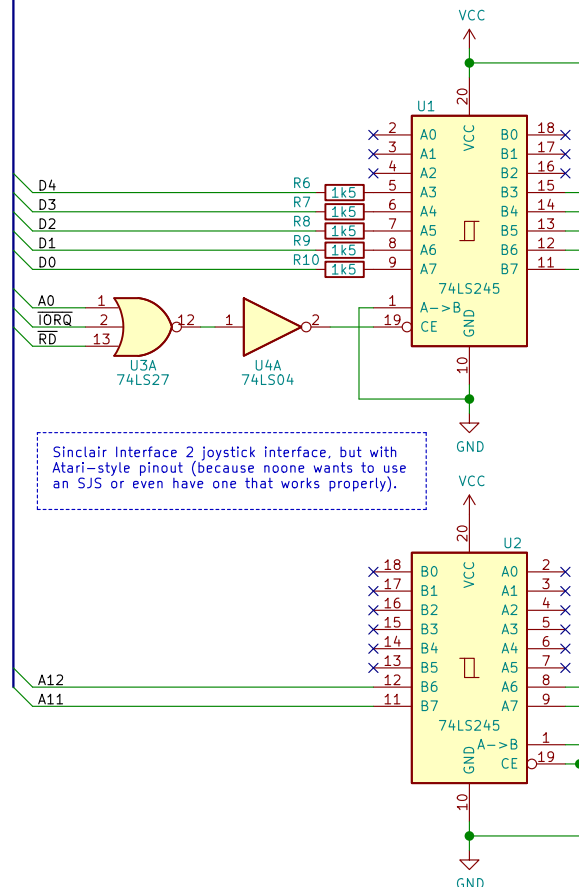 VCC
U1
20
VCC
2 A0 B0 18
3 A1 B1 17
4 A2 B2 16
D4 R6 1k5 5 A3 B3 15
D3 R7 1k5 6 A4 B4 14
D2 R8 1k5 7 A5 B5 13
D1 R9 1k5 8 A6 B6 12
D0 R10 1k5 9 A7 B7 11
74LS245
A0 1 1 A->B
IORQ 2 12 1 2 19 CE
RD 13
GND
U3A U4A
74LS27 74LS04
10
GND
Sinclair Interface 2 joystick interface, but with
Atari-style pinout (because noone wants to use
an SJS or even have one that works properly).
VCC
20
U2
VCC
18 B0 A0 2
17 B1 A1 3
16 B2 A2 4
15 B3 A3 5
14 B4 A4 6
13 B5 A5 7
A12 12 B6 A6 8
A11 11 B7 A7 9
74LS245
A->B 1
CE 19
GND
10
GND